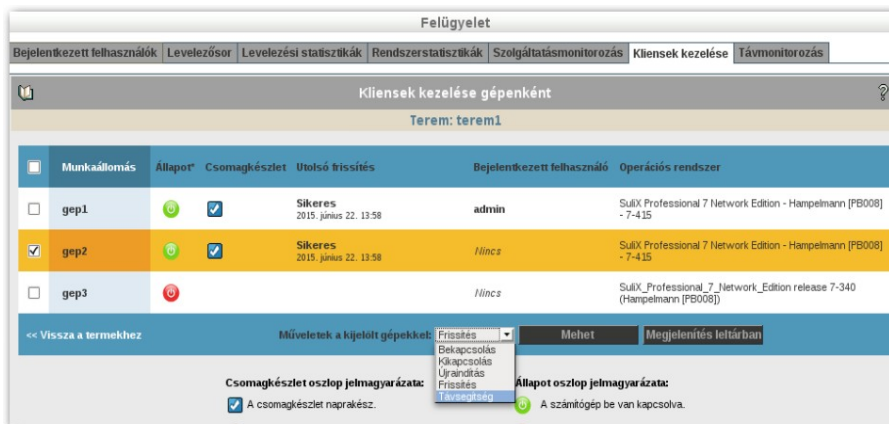 Felügyelet
Bejelentkezett felhasználók Levelezősor Levelezési statisztikák Rendszerstatisztikák Szolgáltatásmonitorozás Kliensek kezelése Távmonitorozás
Kliensek kezelése gépenként
Terem: terem1
Munkaállomás Állapot* Csomagkészlet Utolsó frissítés Bejelentkezett felhasználó Operációs rendszer
gep1 Sikeres admin SuliX Professional 7 Network Edition - Hampelmann [PB008]
2015. június 22. 13:58 - 7-415
gep2 Sikeres Nincs SuliX Professional 7 Network Edition - Hampelmann [PB008]
2015. június 22. 13:58 - 7-415
gep3 Nincs SuliX_Professional_7_Network_Edition release 7-340
(Hampelmann [PB008])
<< Vissza a termekhez Műveletek a kijelölt gépekkel: Frissítés Mehet Megjelenítés leltárban
Bekapcsolás
Kikapcsolás
Újraindítás
Frissítés
Távsegítség
Csomagkészlet oszlop jelmagyarázata: Állapot oszlop jelmagyarázata:
A csomagkészlet naprakész. A számítógép be van kapcsolva.